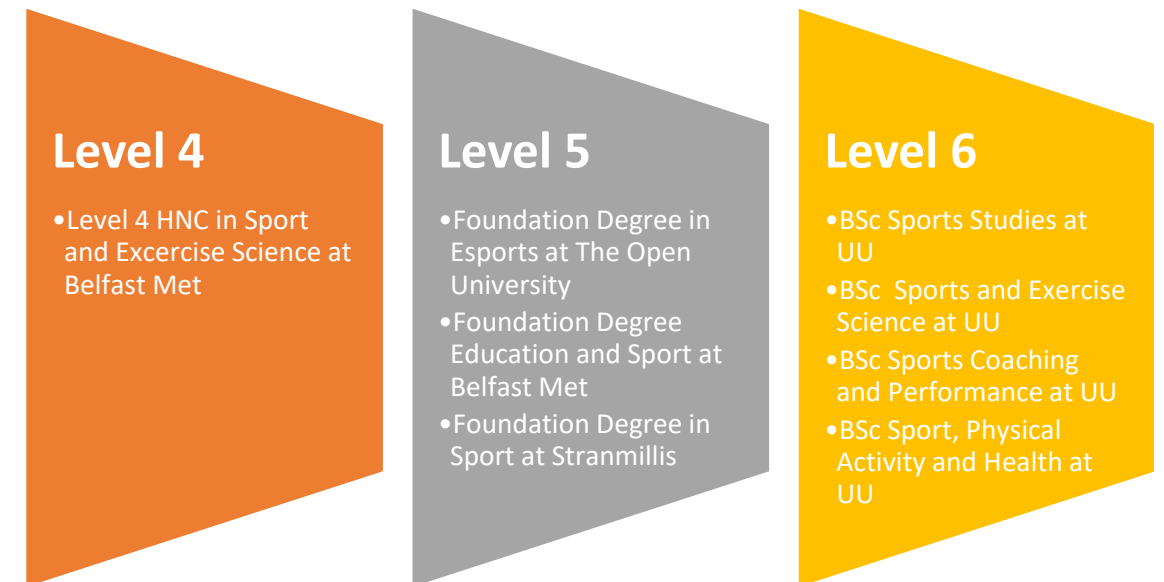 Level 4
•Level 4 HNC in Sport
and Excercise Science at
Belfast Met
Level 5
•Foundation Degree in
Esports at The Open
University
•Foundation Degree
Education and Sport at
Belfast Met
•Foundation Degree in
Sport at Stranmillis
Level 6
•BSc Sports Studies at
UU
•BSc  Sports and Exercise
Science at UU
•BSc Sports Coaching
and Performance at UU
•BSc Sport, Physical
Activity and Health at
UU